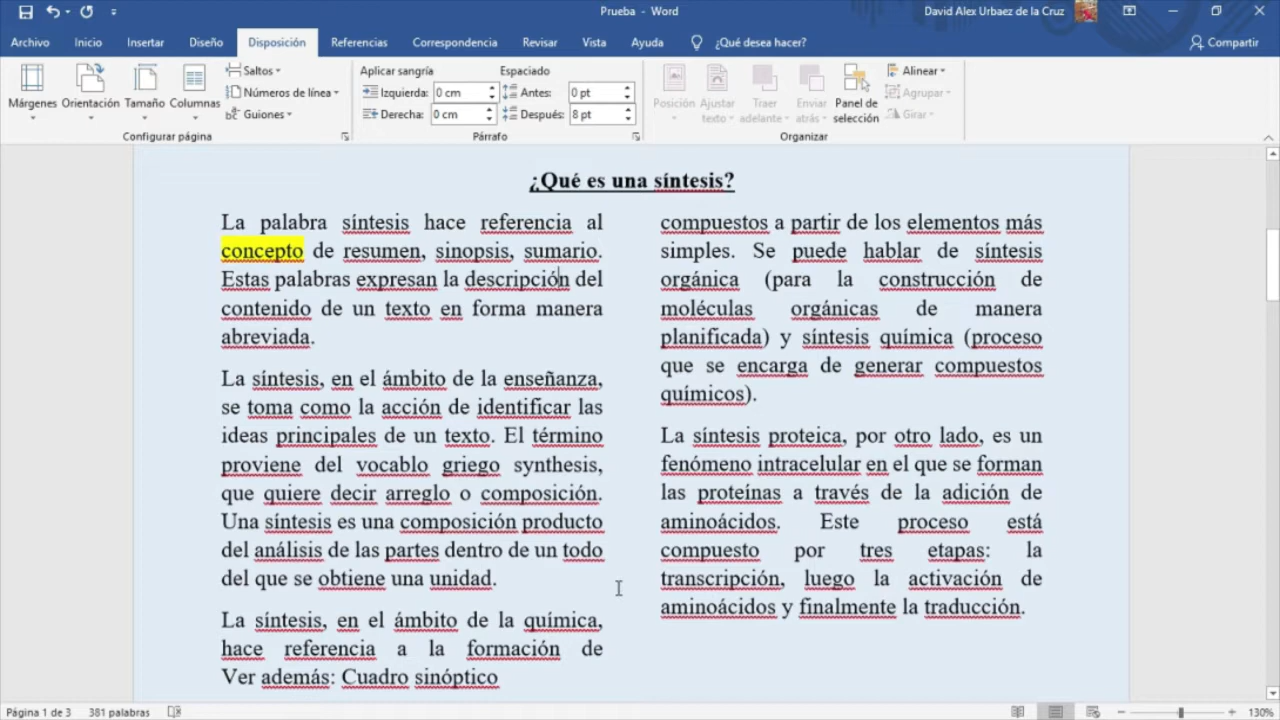 Prueba - Word
David Alex Urbaez de la Cruz
Archivo
Inicio
Insertar
Diseño
Disposición
Referencias
Correspondencia
Revisar
Vista
Ayuda
¿Qué desea hacer?
Compartir
Márgenes
Orientación
Tamaño
Columnas
Saltos
Números de línea
Guiones
Configurar página
Aplicar sangría
Izquierda: 0 cm
Derecha: 0 cm
Espaciado
Antes: 0 pt
Después: 8 pt
Párrafo
Posición
Ajustar texto
Traer adelante
Enviar atrás
Panel de selección
Alinear
Agrupar
Girar
Organizar
¿Qué es una síntesis?
La palabra síntesis hace referencia al
concepto de resumen, sinopsis, sumario.
Estas palabras expresan la descripción del
contenido de un texto en forma manera
abreviada.
La síntesis, en el ámbito de la enseñanza,
se toma como la acción de identificar las
ideas principales de un texto. El término
proviene del vocablo griego synthesis,
que quiere decir arreglo o composición.
Una síntesis es una composición producto
del análisis de las partes dentro de un todo
del que se obtiene una unidad.
La síntesis, en el ámbito de la química,
hace referencia a la formación de
Ver además: Cuadro sinóptico
compuestos a partir de los elementos más
simples. Se puede hablar de síntesis
orgánica (para la construcción de
moléculas orgánicas de manera
planificada) y síntesis química (proceso
que se encarga de generar compuestos
químicos).
La síntesis proteica, por otro lado, es un
fenómeno intracelular en el que se forman
las proteínas a través de la adición de
aminoácidos. Este proceso está
compuesto por tres etapas: la
transcripción, luego la activación de
aminoácidos y finalmente la traducción.
Página 1 de 3
381 palabras
130%